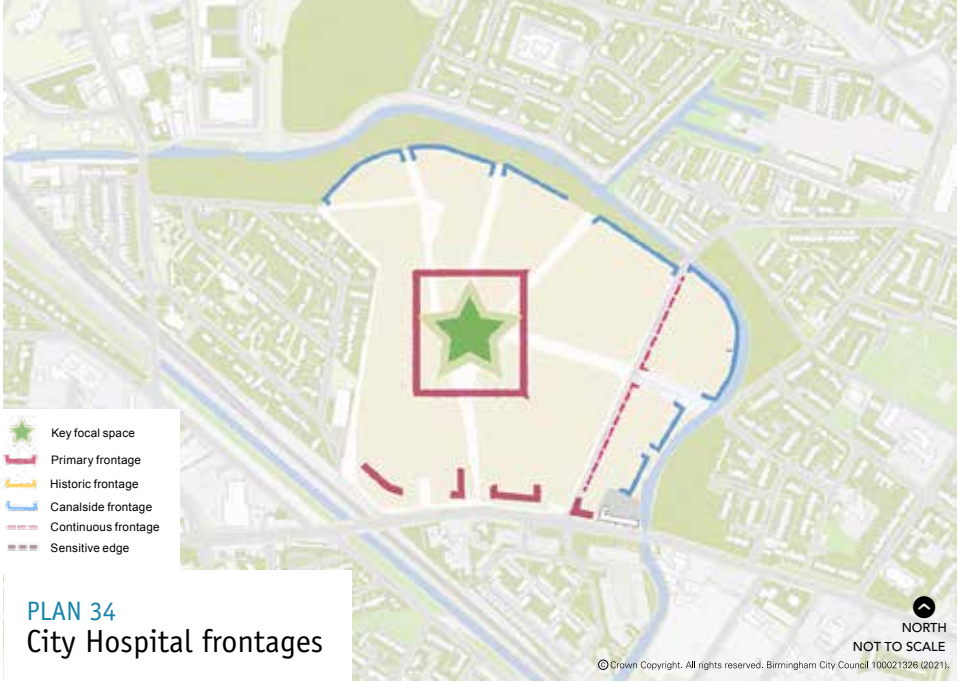 Key focal space
Primary frontage
Historic frontage
Canalside frontage
Continuous frontage
Sensitive edge
PLAN 34
City Hospital frontages
NORTH
NOT TO SCALE
© Crown Copyright. All rights reserved. Birmingham City Council 100021326 (2021).